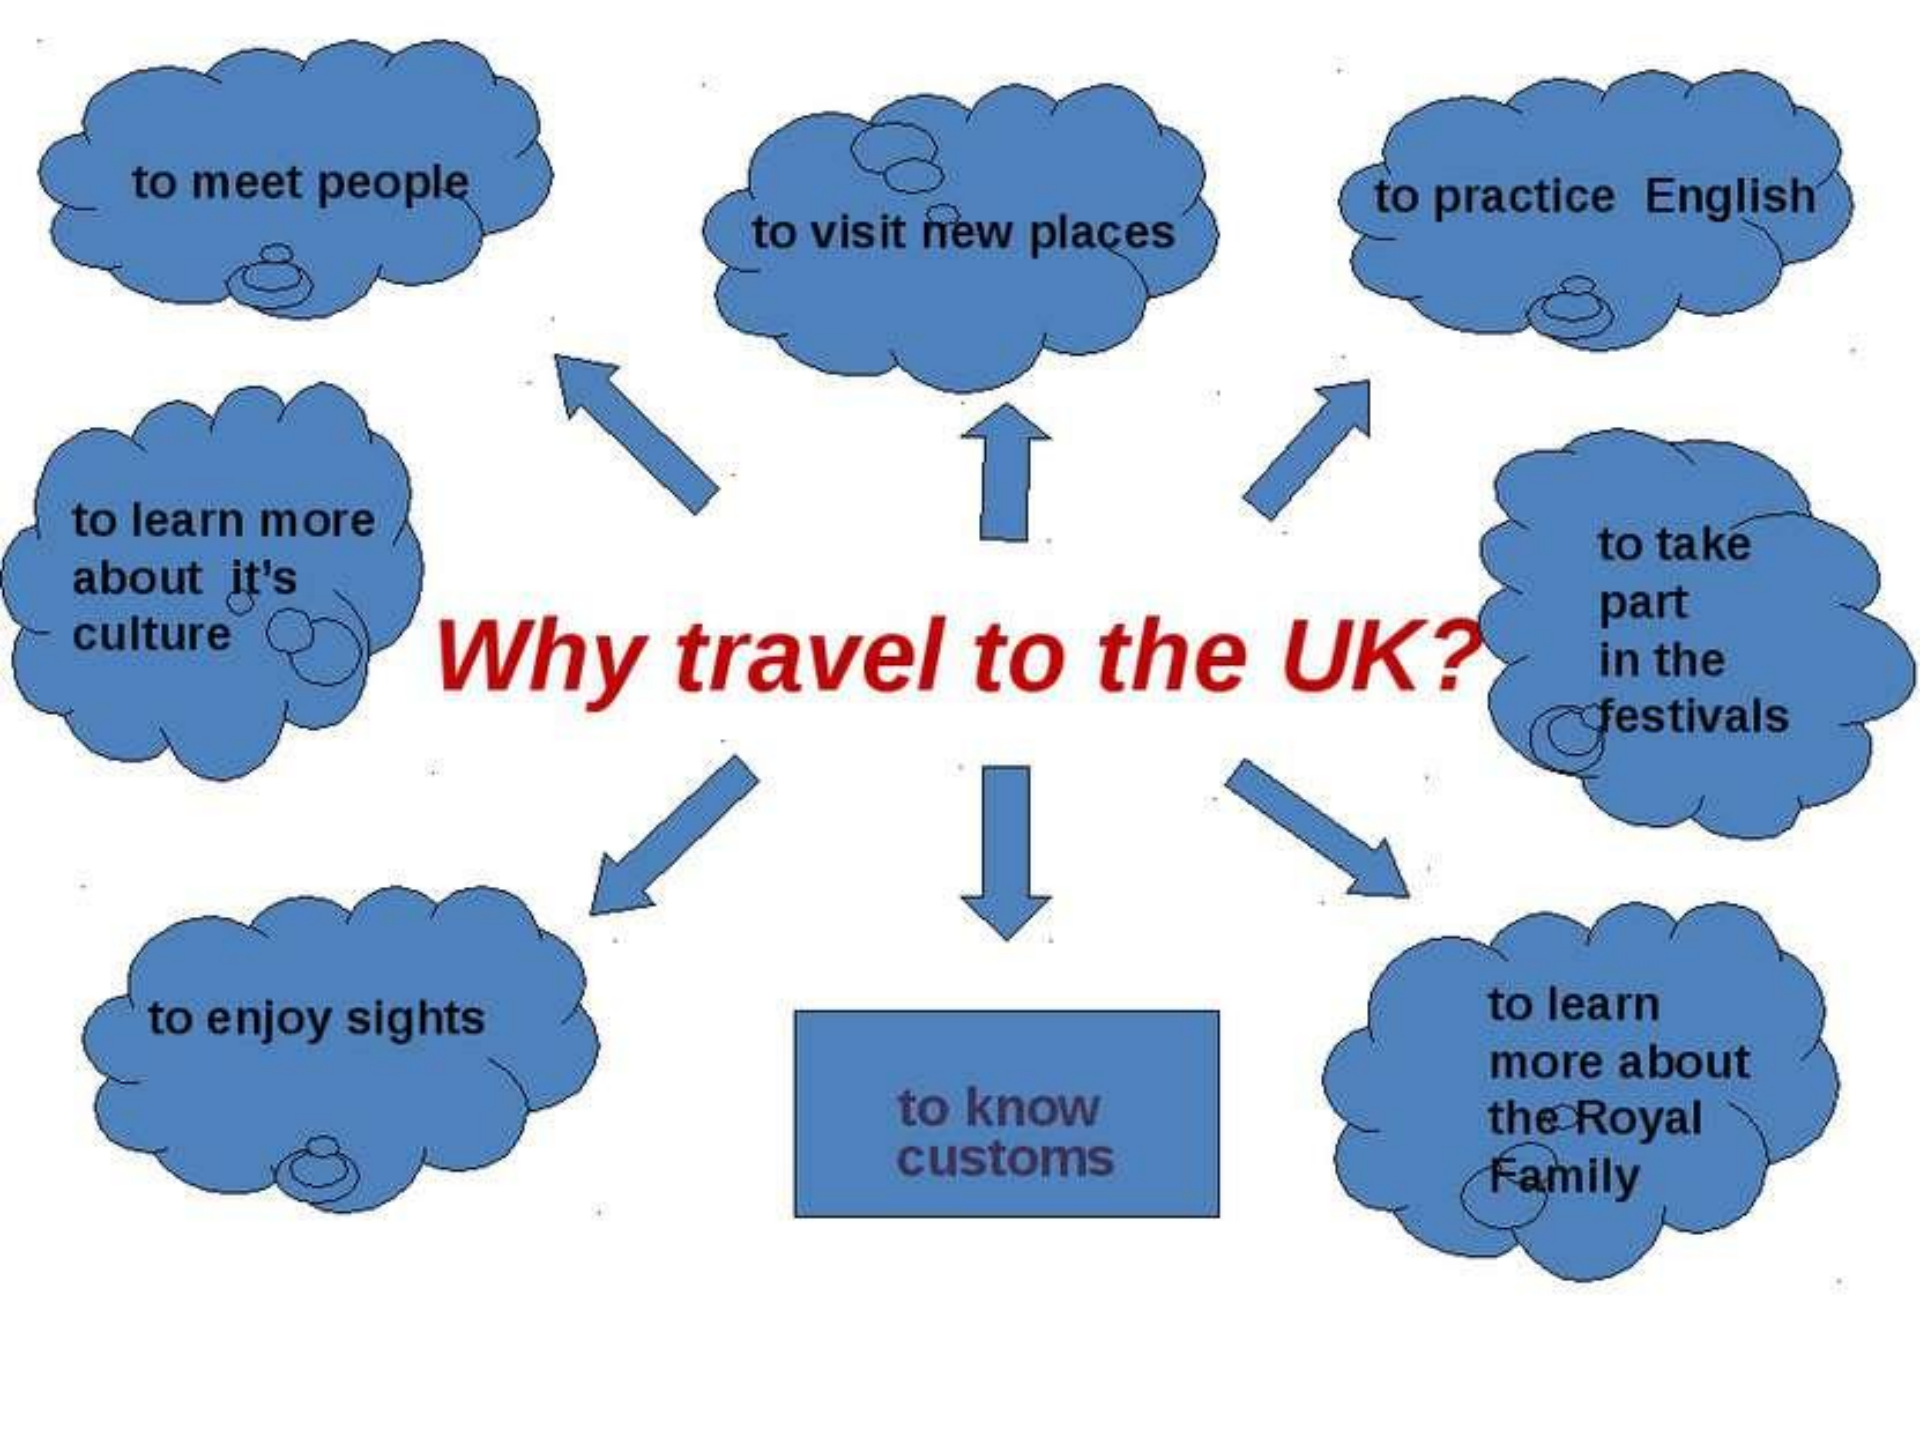 to meet people
to visit new places
to practice  English
to learn more
about  it’s
culture
Why travel to the UK?
to take
part
in the
festivals
to enjoy sights
to know
customs
to learn
more about
the Royal
Family